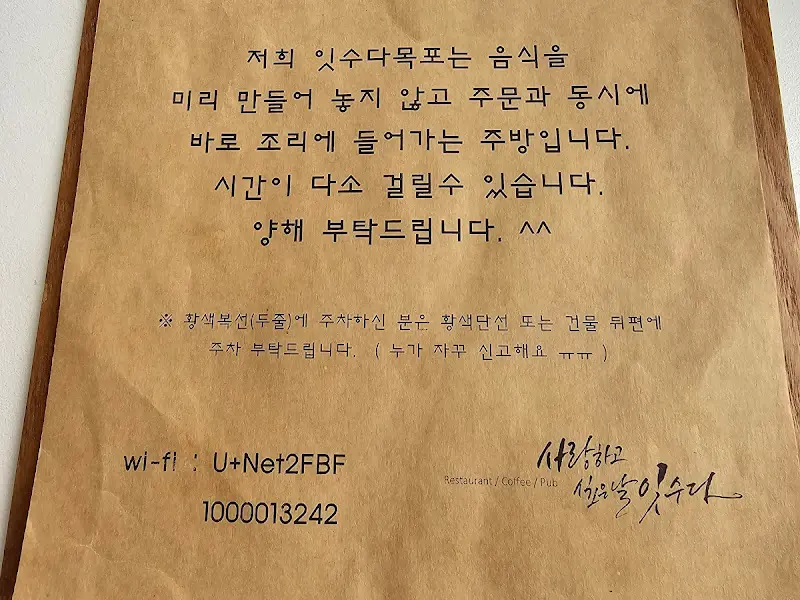 저희 잇수다목포는 음식을
미리 만들어 놓지 않고 주문과 동시에
바로 조리에 들어가는 주방입니다.
시간이 다소 걸릴수 있습니다.
양해 부탁드립니다. ^^
※ 황색복선(두줄)에 주차하신 분은 황색단선 또는 건물 뒤편에
주차 부탁드립니다. ( 누가 자꾸 신고해요 ㅠㅠ )
wi-fi : U+Net2FBF
1000013242
사랑하고
Restaurant / Coffee / Pub
싶은날 잇수다